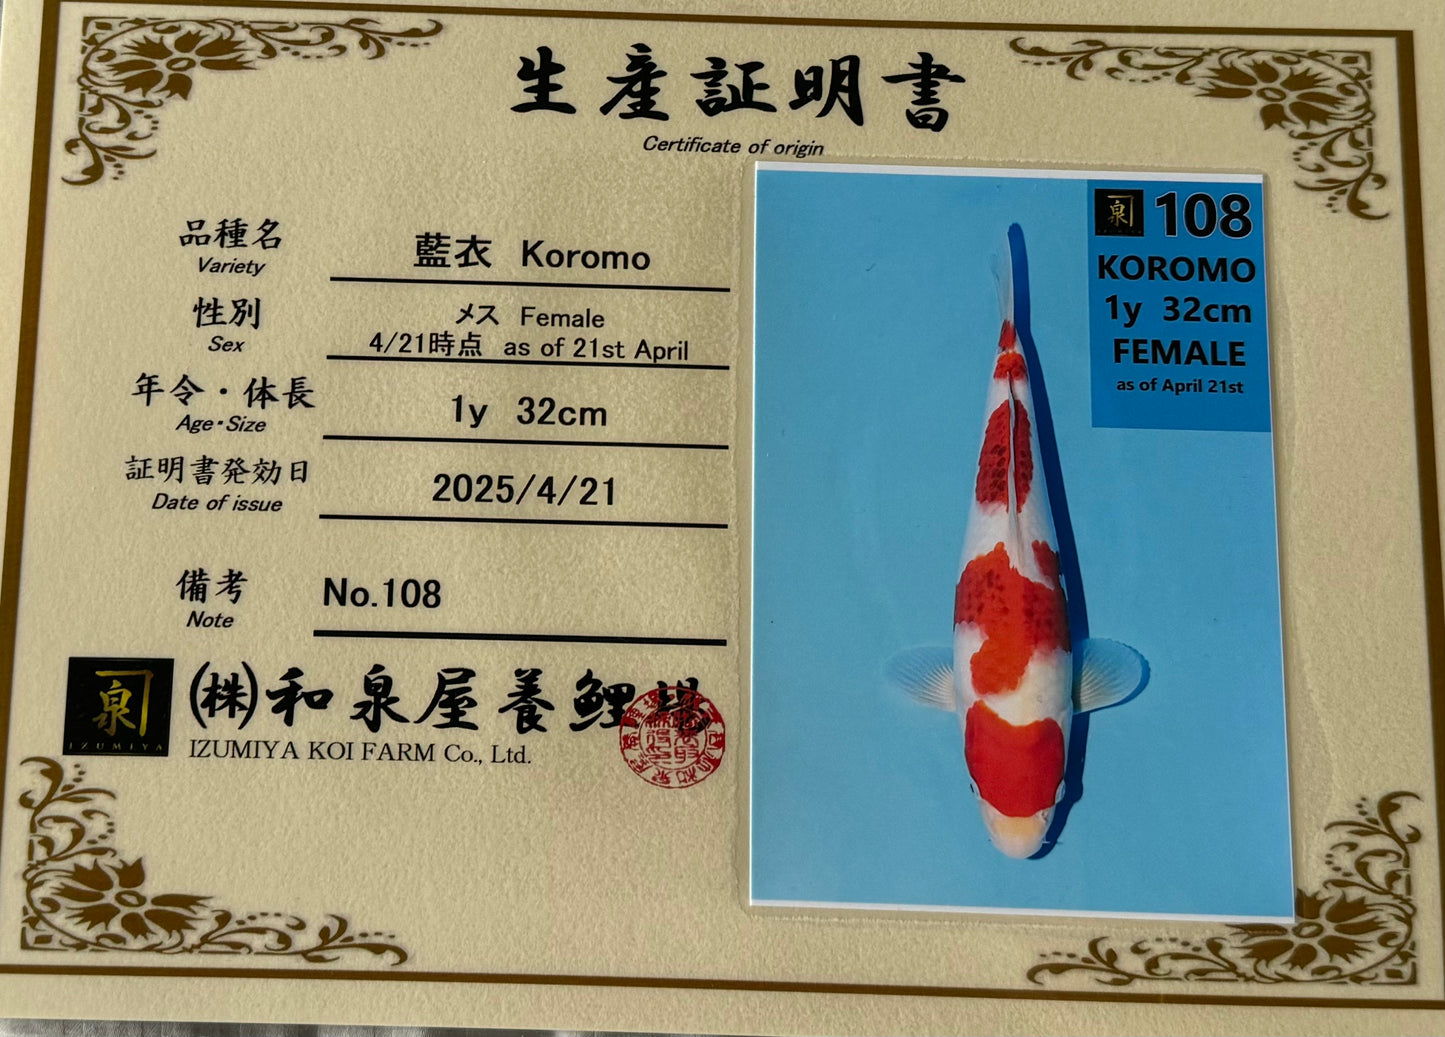 生産証明書
Certificate of origin
品種名
Variety
藍衣 Koromo
性別
Sex
メス Female
4/21時点 as of 21st April
年令・体長
Age・Size
1y 32cm
証明書発効日
Date of issue
2025/4/21
備考
Note
No.108
泉
IZUMIYA
(株)和泉屋養鯉場
IZUMIYA KOI FARM Co., Ltd.
泉 108
KOROMO
1y 32cm
FEMALE
as of April 21st